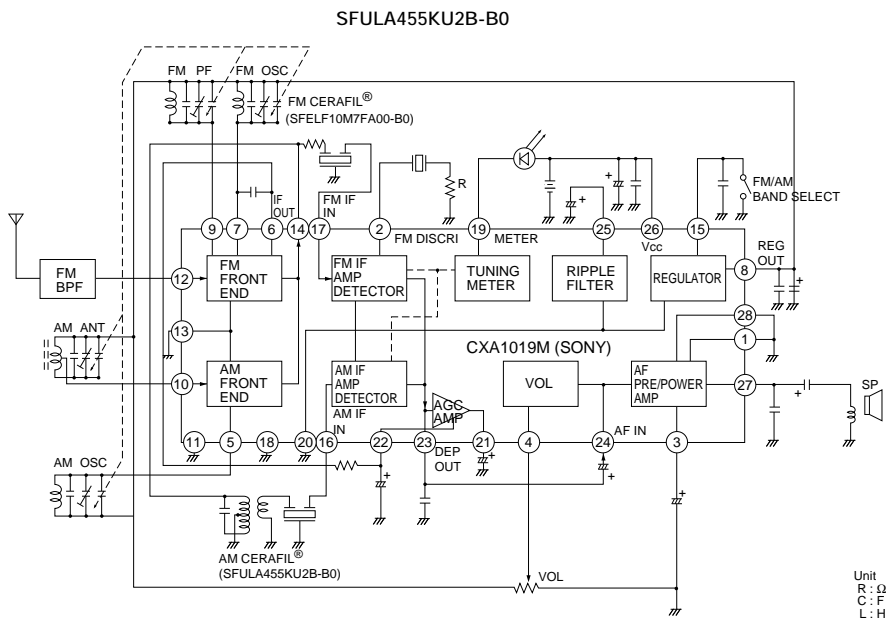 SFULA455KU2B-B0
FM PF FM OSC
FM CERAFIL®
(SFELF10M7FA00-B0)
R
FM/AM
BAND SELECT
IF
OUT
FM IF
IN
9 7 6 14 17 2 FM DISCRI 19 METER 25 26 15
Vcc
REG
OUT
8
FM
BPF
12
FM
FRONT
END
FM IF
AMP
DETECTOR
TUNING
METER
RIPPLE
FILTER
REGULATOR
13
28
AM ANT
CXA1019M (SONY)
1
10
AM
FRONT
END
AM IF
AMP
DETECTOR
VOL
AF
PRE/POWER
AMP
27
SP
AGC
AMP
AM IF
IN
11 5 18 20 16 22 23 DEP
OUT
21 4 24 AF IN 3
AM OSC
AM CERAFIL®
(SFULA455KU2B-B0)
VOL
Unit
R : Ω
C : F
L : H